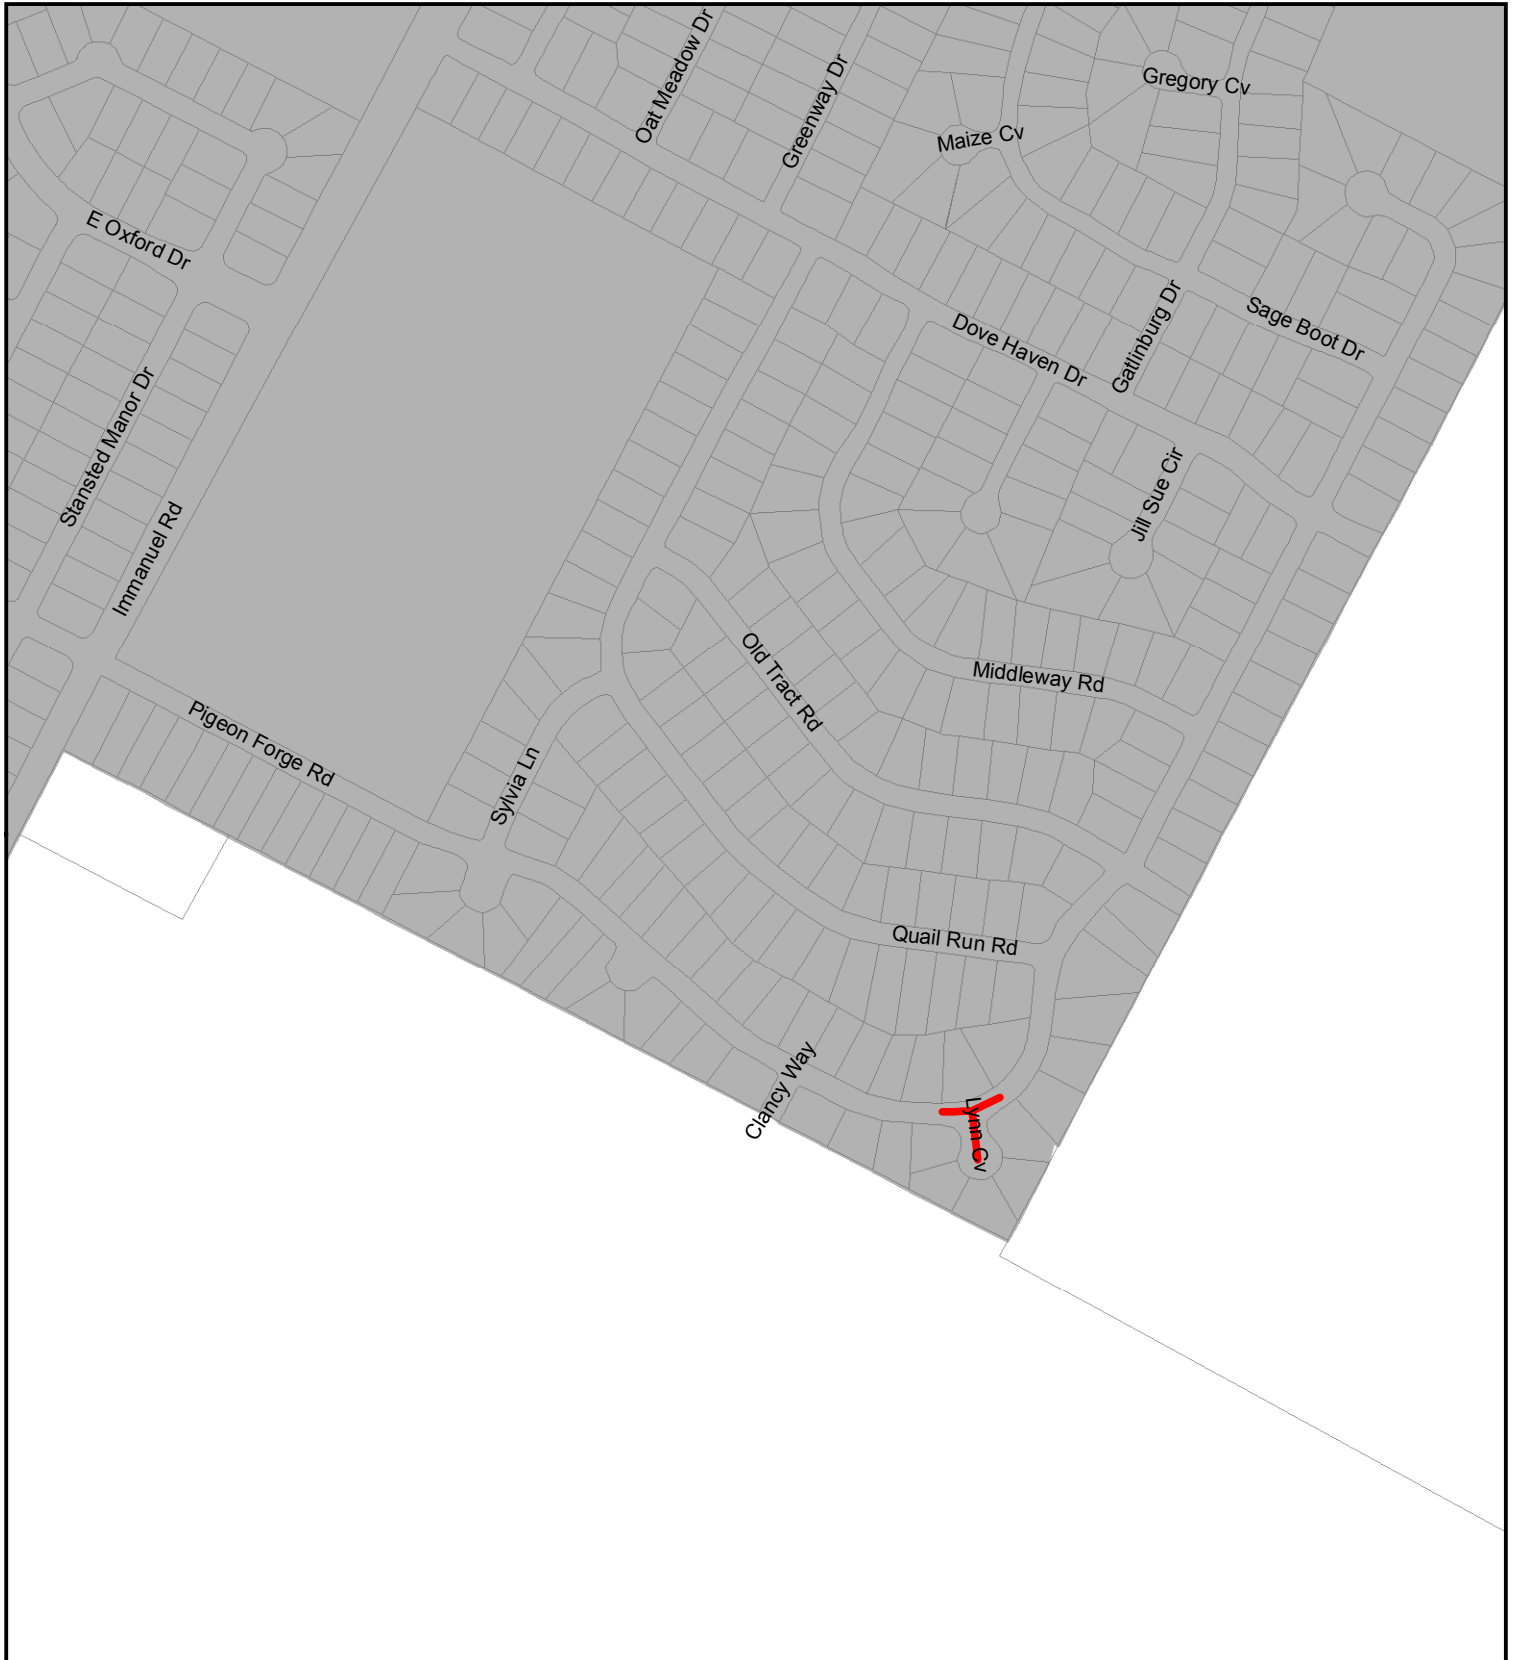 Oat Meadow Dr
Greenway Dr
Gregory Cv
Maize Cv
E Oxford Dr
Gatlinburg Dr
Sage Boot Dr
Dove Haven Dr
Stansted Manor Dr
Immanuel Rd
Jill Sue Cir
Old Tract Rd
Middleway Rd
Pigeon Forge Rd
Sylvia Ln
Quail Run Rd
Clancy Way
Lynn Cv